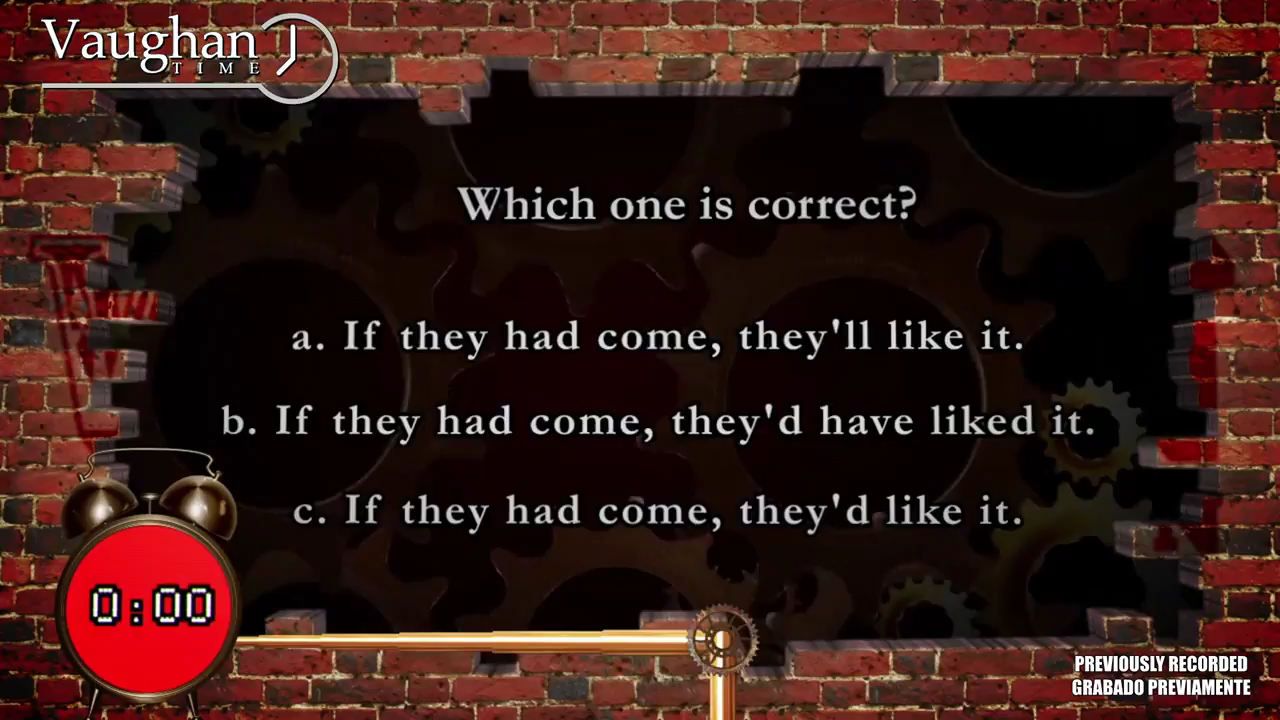 Vaughan
TIME
Which one is correct?
a. If they had come, they'll like it.
b. If they had come, they'd have liked it.
c. If they had come, they'd like it.
0:00
PREVIOUSLY RECORDED
GRABADO PREVIAMENTE